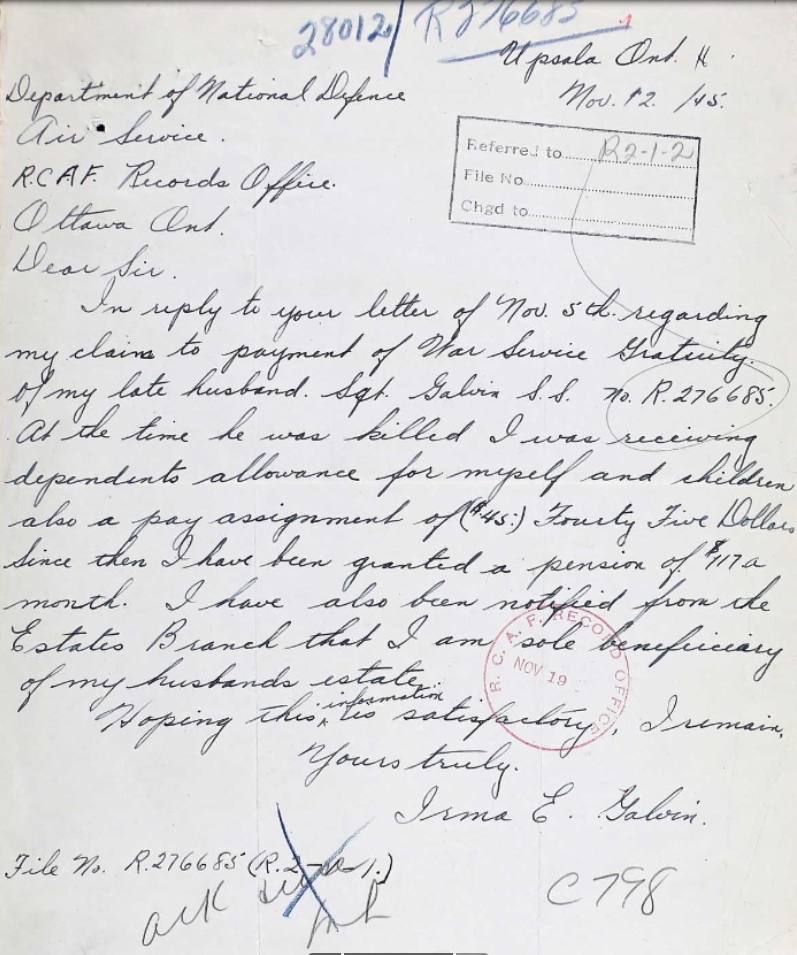 28012/ R276685
Upsala Ont. H
Nov. 12. /45.
Department of National Defence
Air Service.
R.C.A.F. Records Office.
Ottawa Ont.
Referred to R2-1-2
File No.
Chgd to
Dear Sir.
In reply to your letter of Nov. 5th. regarding
my claim to payment of War Service Gratuity.
of my late husband. Sgt. Galvin S.S. no. R.276685.
At the time he was killed I was receiving
dependents allowance for myself and children
also a pay assignment of ($45.) Fourty Five Dollars
Since then I have been granted a pension of $117 a
month. I have also been notified from the
Estates Branch that I am sole beneficiary
of my husbands estate.
Hoping this information is satisfactory, I remain,
Yours truly.
Irma E. Galvin.
R.C.A.F. RECORD OFFICE
NOV 19
File No. R.276685 (R.2
ack
C798